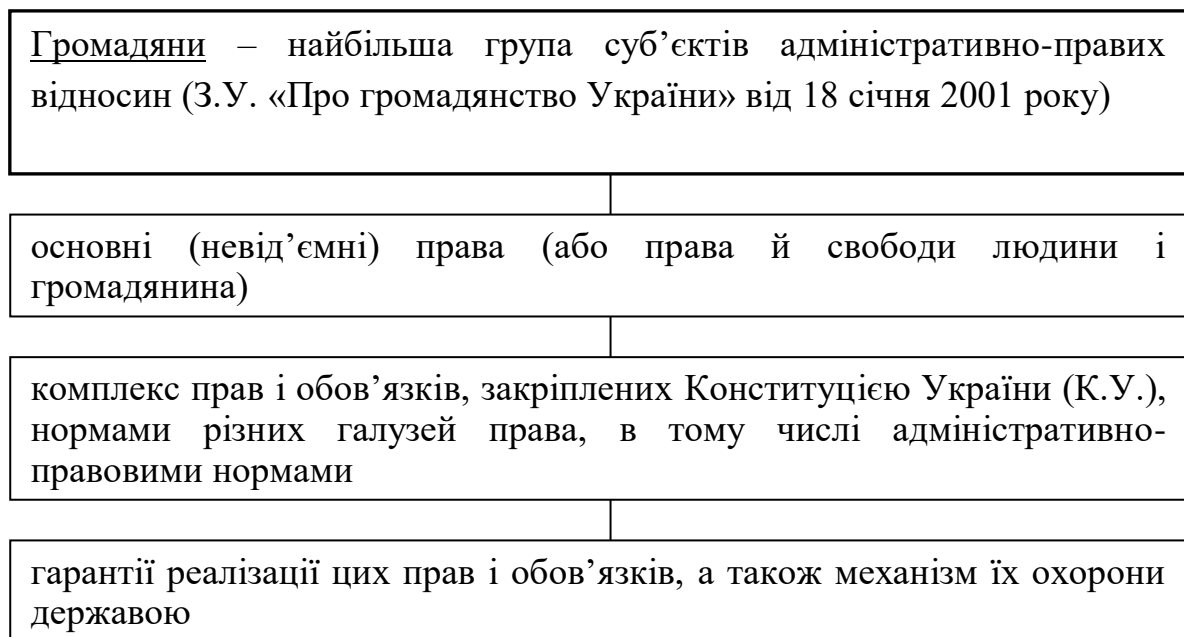 Громадяни – найбільша група суб’єктів адміністративно-правих
відносин (З.У. «Про громадянство України» від 18 січня 2001 року)
основні (невід’ємні) права (або права й свободи людини і
громадянина)
комплекс прав і обов’язків, закріплених Конституцією України (К.У.),
нормами різних галузей права, в тому числі адміністративно-
правовими нормами
гарантії реалізації цих прав і обов’язків, а також механізм їх охорони
державою